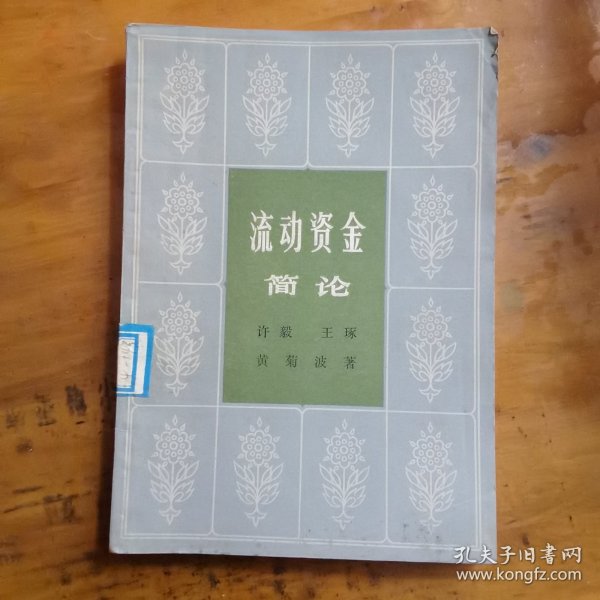 流动资金
简论
许毅 王琢
黄菊波 著
孔夫子旧書网
www.kongfz.com